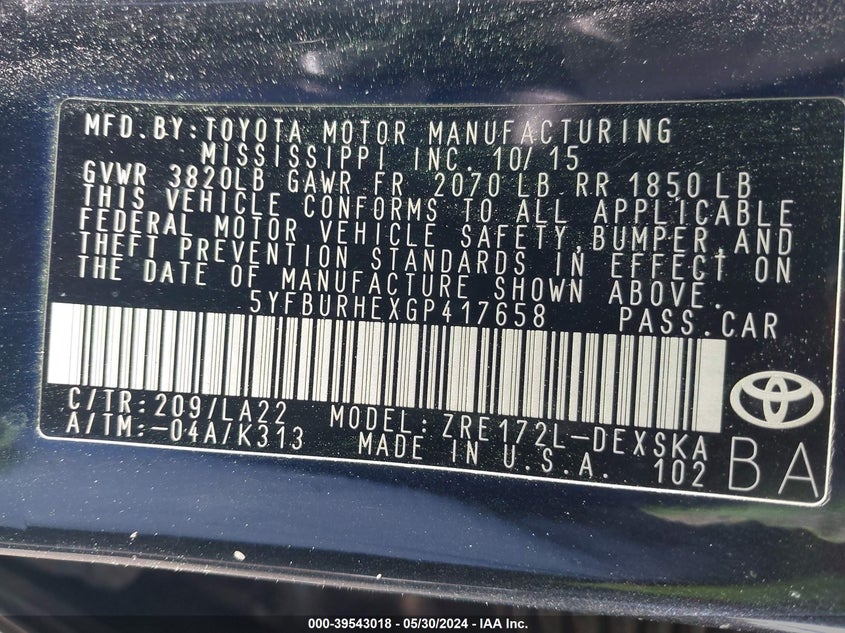 MFD.BY:TOYOTA MOTOR MANUFACTURING
MISSISSIPPI INC. 10/ 15
GVWR 3820LB GAWR FR 2070 LB RR 1850 LB
THIS VEHICLE CONFORMS TO ALL APPLICABLE
FEDERAL MOTOR VEHICLE SAFETY,BUMPER,AND
THEFT PREVENTION STANDARDS IN EFFECT ON
THE DATE OF MANUFACTURE SHOWN ABOVE.
5YFBURHEXGP417658 PASS.CAR
C/TR:209/LA22 MODEL:ZRE172L-DEXSKA
A/TM:-04A/K313 MADE IN U.S.A. 102
BA
000-39543018 - 05/30/2024 - IAA Inc.